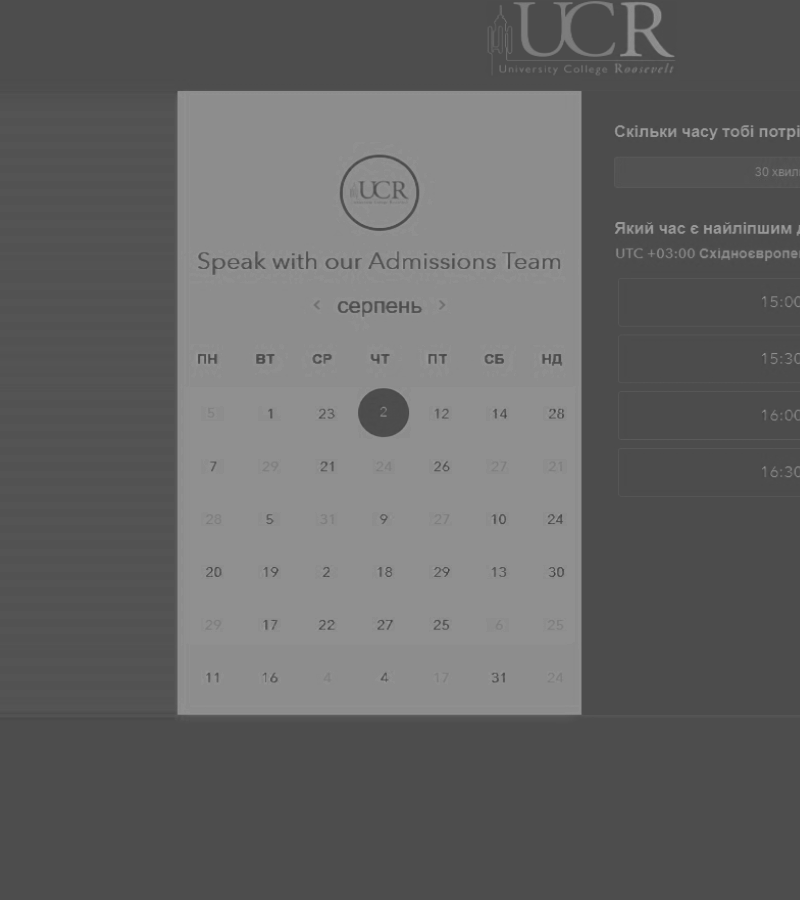 UCR
University College Roosevelt
UCR
Speak with our Admissions Team
< серпень >
ПН ВТ СР ЧТ ПТ СБ НД
5 1 23 2 12 14 28
7 29 21 24 26 27 21
28 5 31 9 27 10 24
20 19 2 18 29 13 30
29 17 22 27 25 6 25
11 16 4 4 17 31 24
Скільки часу тобі потрі
30 хвил
Який час є найліпшим д
UTC +03:00 Східноєвропе
15:00
15:30
16:00
16:30